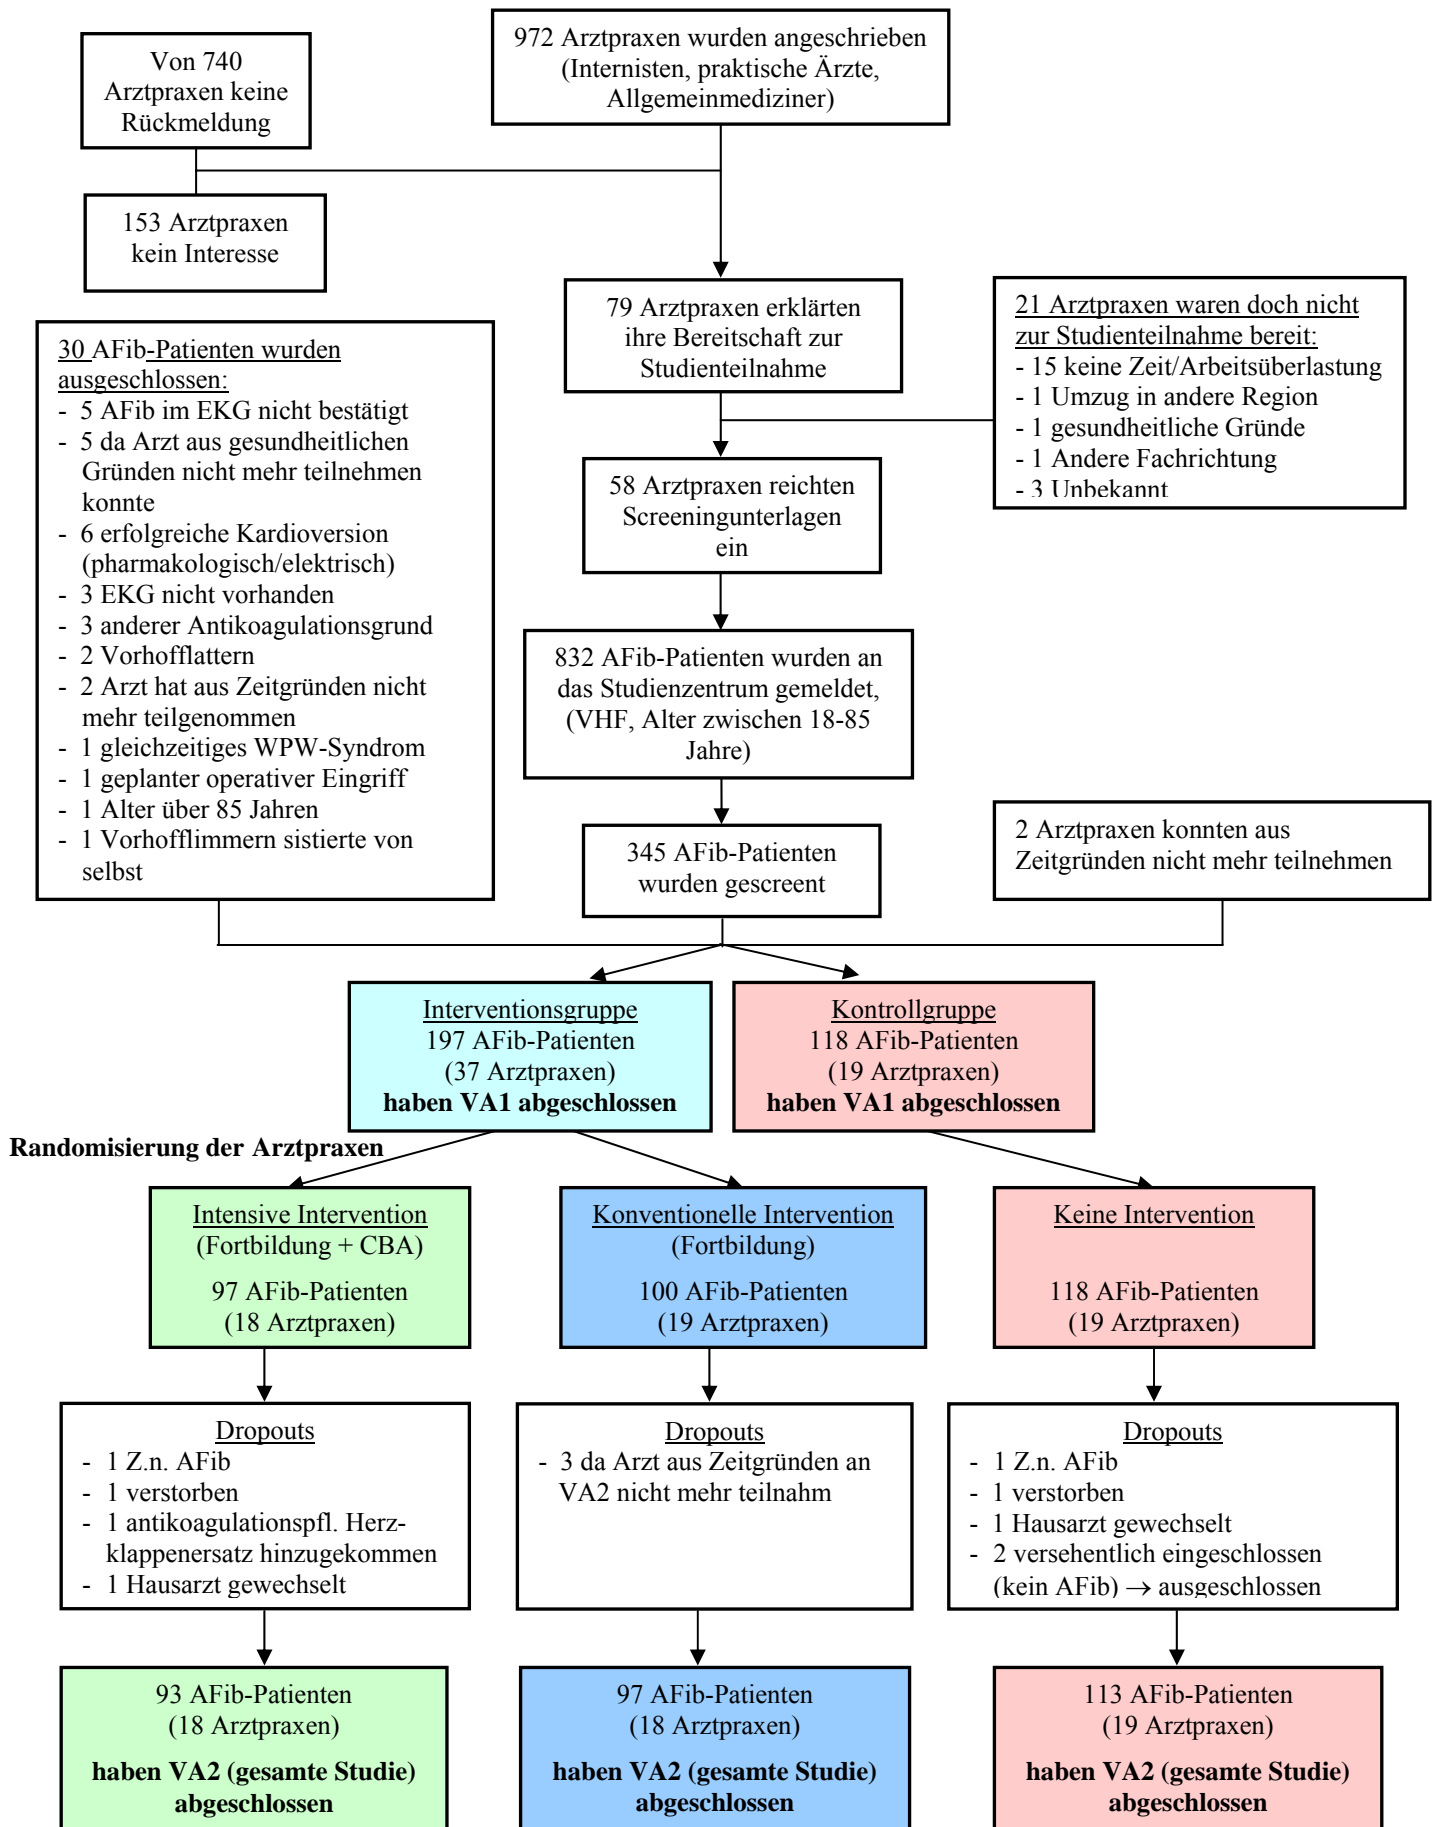 972 Arztpraxen wurden angeschrieben
(Internisten, praktische Ärzte,
Allgemeinmediziner)
Von 740
Arztpraxen keine
Rückmeldung
153 Arztpraxen
kein Interesse
79 Arztpraxen erklärten
ihre Bereitschaft zur
Studienteilnahme
21 Arztpraxen waren doch nicht
zur Studienteilnahme bereit:
- 15 keine Zeit/Arbeitsüberlastung
- 1 Umzug in andere Region
- 1 gesundheitliche Gründe
- 1 Andere Fachrichtung
- 3 Unbekannt
58 Arztpraxen reichten
Screeningunterlagen
ein
30 AFib-Patienten wurden
ausgeschlossen:
- 5 AFib im EKG nicht bestätigt
- 5 da Arzt aus gesundheitlichen
Gründen nicht mehr teilnehmen
konnte
- 6 erfolgreiche Kardioversion
(pharmakologisch/elektrisch)
- 3 EKG nicht vorhanden
- 3 anderer Antikoagulationsgrund
- 2 Vorhofflattern
- 2 Arzt hat aus Zeitgründen nicht
mehr teilgenommen
- 1 gleichzeitiges WPW-Syndrom
- 1 geplanter operativer Eingriff
- 1 Alter über 85 Jahren
- 1 Vorhofflimmern sistierte von
selbst
832 AFib-Patienten wurden an
das Studienzentrum gemeldet,
(VHF, Alter zwischen 18-85
Jahre)
345 AFib-Patienten
wurden gescreent
2 Arztpraxen konnten aus
Zeitgründen nicht mehr teilnehmen
Interventionsgruppe
197 AFib-Patienten
(37 Arztpraxen)
haben VA1 abgeschlossen
Kontrollgruppe
118 AFib-Patienten
(19 Arztpraxen)
haben VA1 abgeschlossen
Randomisierung der Arztpraxen
Intensive Intervention
(Fortbildung + CBA)
97 AFib-Patienten
(18 Arztpraxen)
Konventionelle Intervention
(Fortbildung)
100 AFib-Patienten
(19 Arztpraxen)
Keine Intervention
118 AFib-Patienten
(19 Arztpraxen)
Dropouts
- 1 Z.n. AFib
- 1 verstorben
- 1 antikoagulationspfl. Herz-
klappenersatz hinzugekommen
- 1 Hausarzt gewechselt
Dropouts
- 3 da Arzt aus Zeitgründen an
VA2 nicht mehr teilnahm
Dropouts
- 1 Z.n. AFib
- 1 verstorben
- 1 Hausarzt gewechselt
- 2 versehentlich eingeschlossen
(kein AFib) → ausgeschlossen
93 AFib-Patienten
(18 Arztpraxen)
haben VA2 (gesamte Studie)
abgeschlossen
97 AFib-Patienten
(18 Arztpraxen)
haben VA2 (gesamte Studie)
abgeschlossen
113 AFib-Patienten
(19 Arztpraxen)
haben VA2 (gesamte Studie)
abgeschlossen